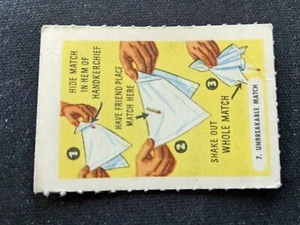 HIDE MATCH
IN HEM OF
HANDKERCHIEF
1
HAVE FRIEND PLACE
MATCH HERE
2
3
SHAKE OUT
WHOLE MATCH
7. UNBREAKABLE MATCH